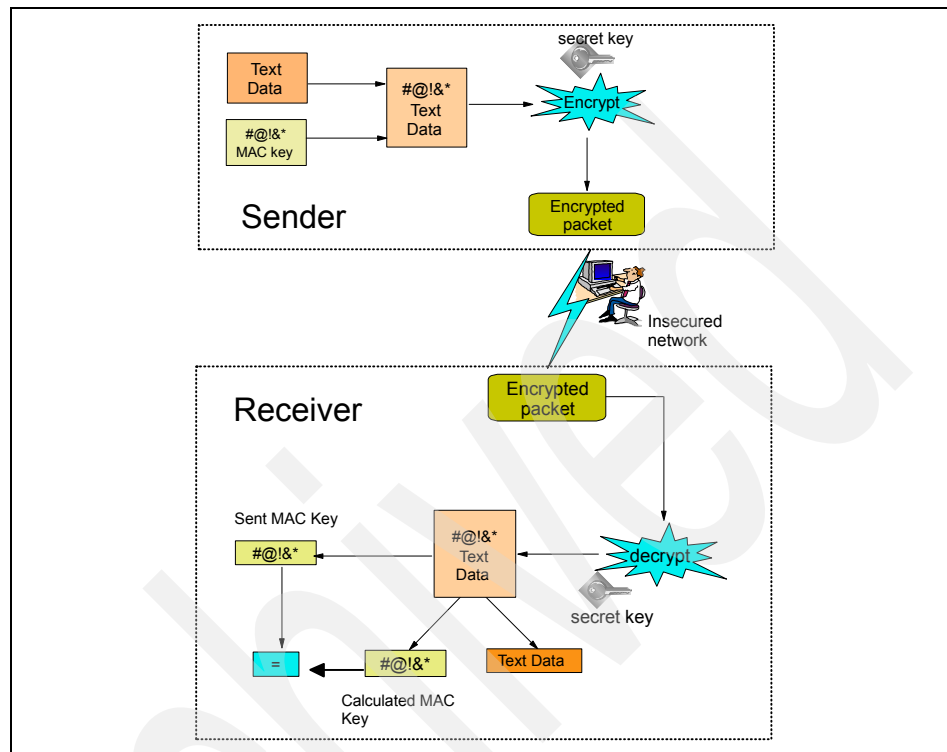 secret key
Text
Data
#@!&*
Text
Data
Encrypt
#@!&*
MAC key
Sender
Encrypted
packet
Insecured
network
Receiver
Encrypted
packet
Sent MAC Key
#@!&*
#@!&*
Text
Data
decrypt
secret key
=
#@!&*
Text Data
Calculated MAC
Key
hived